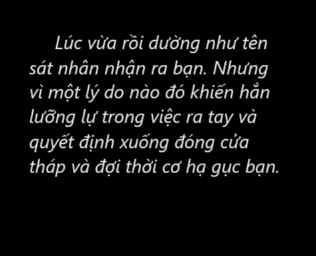 Lúc vừa rồi dường như tên
sát nhân nhận ra bạn. Nhưng
vì một lý do nào đó khiến hắn
lưỡng lự trong việc ra tay và
quyết định xuống đóng cửa
tháp và đợi thời cơ hạ gục bạn.